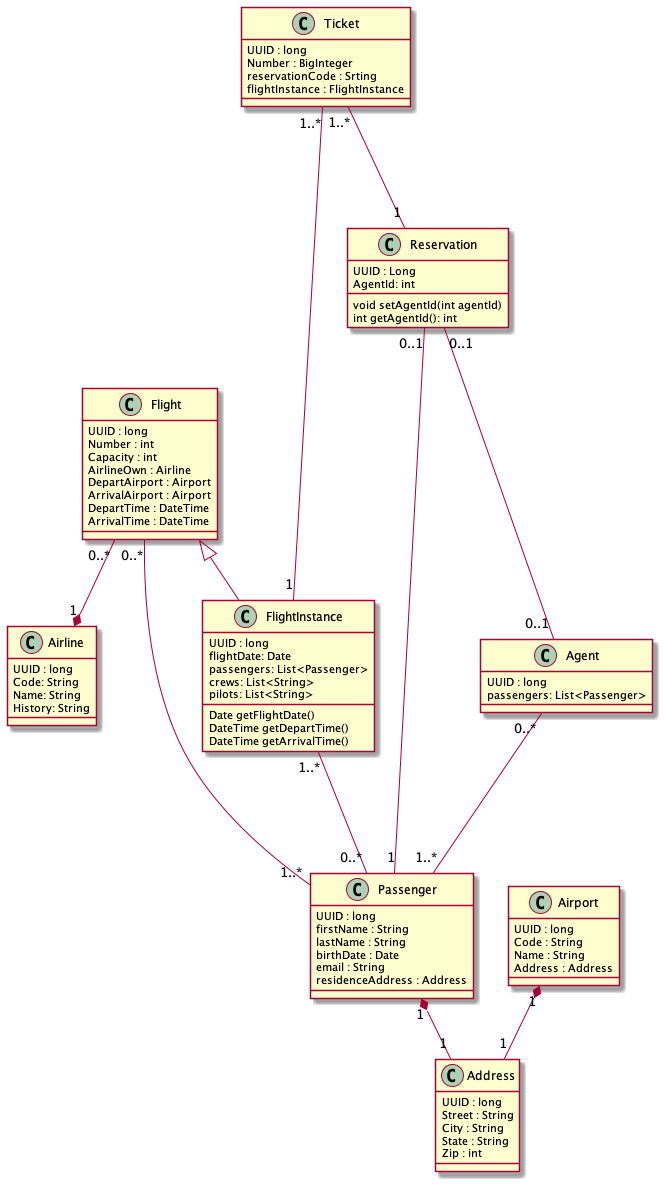 C Ticket
UUID : long
Number : BigInteger
reservationCode : Srting
flightInstance : FlightInstance
1..* 1..*
1
C Reservation
UUID : Long
AgentId: int
void setAgentId(int agentId)
int getAgentId(): int
0..1 0..1
C Flight
UUID : long
Number : int
Capacity : int
AirlineOwn : Airline
DepartAirport : Airport
ArrivalAirport : Airport
DepartTime : DateTime
ArrivalTime : DateTime
0..* 0..*
1
1
0..1
C Airline
UUID : long
Code: String
Name: String
History: String
C FlightInstance
UUID : long
flightDate: Date
passengers: List<Passenger>
crews: List<String>
pilots: List<String>
Date getFlightDate()
DateTime getDepartTime()
DateTime getArrivalTime()
C Agent
UUID : long
passengers: List<Passenger>
1..*
0..*
1..*
0..*
1
1..*
C Passenger
UUID : long
firstName : String
lastName : String
birthDate : Date
email : String
residenceAddress : Address
C Airport
UUID : long
Code : String
Name : String
Address : Address
1
1
1
1
C Address
UUID : long
Street : String
City : String
State : String
Zip : int